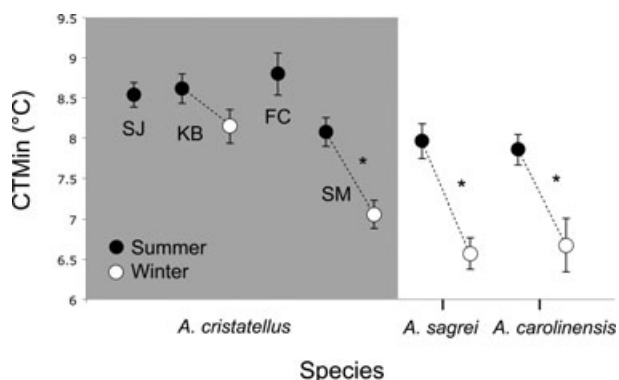 9.5
9
8.5
8
7.5
7
6.5
6
CTMin (°C)
SJ
KB
FC
SM
*
*
*
Summer
Winter
A. cristatellus
A. sagrei
A. carolinensis
Species